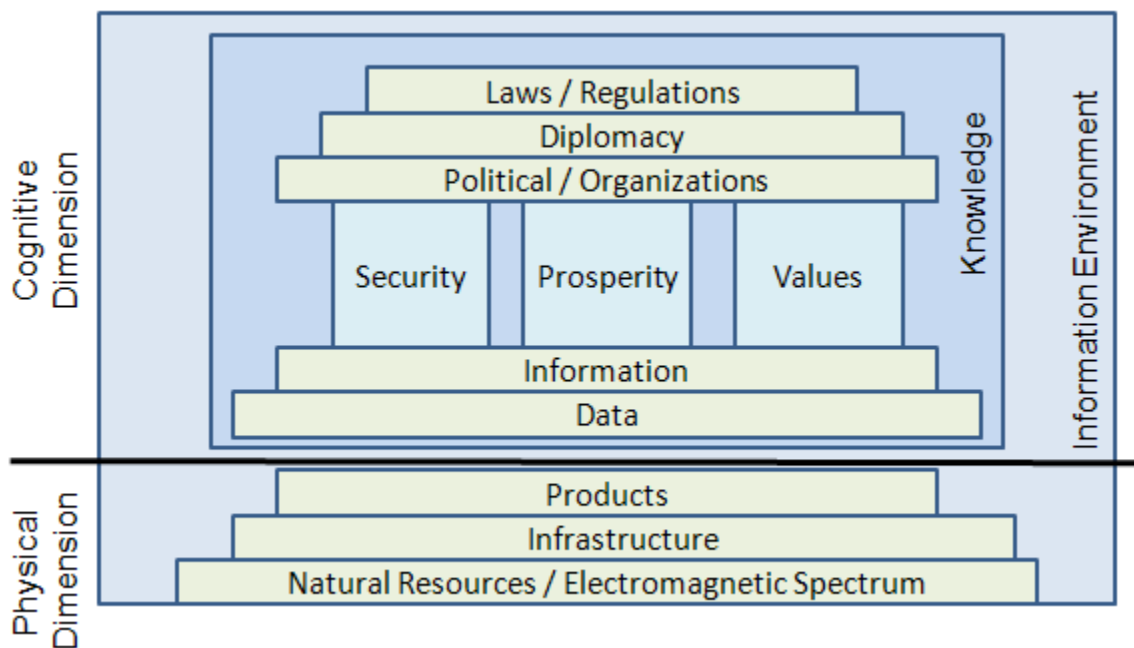 Laws / Regulations
Diplomacy
Political / Organizations
Security
Prosperity
Values
Information
Data
Knowledge
Information Environment
Cognitive
Dimension
Products
Infrastructure
Natural Resources / Electromagnetic Spectrum
Physical
Dimension